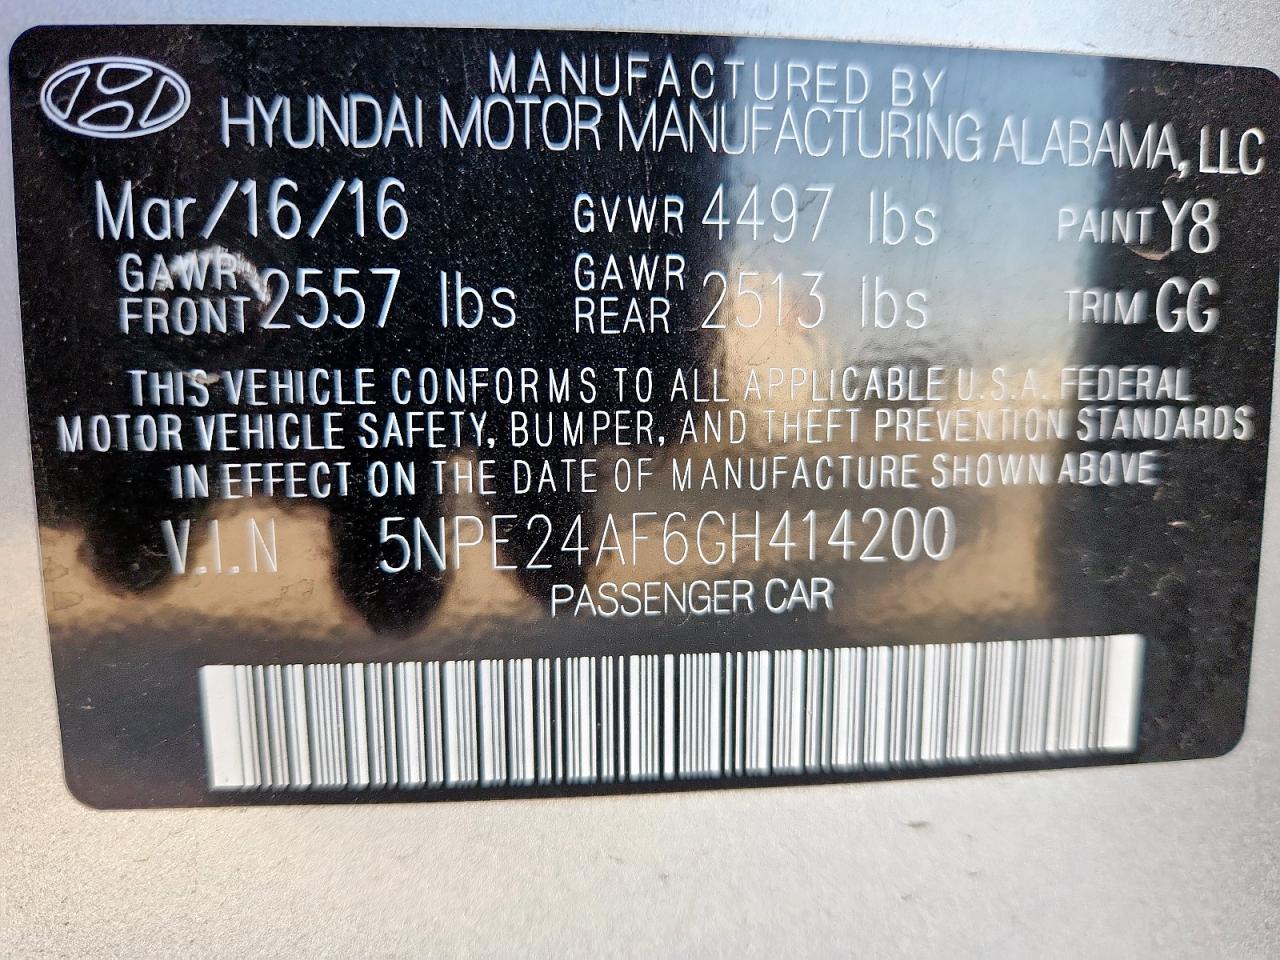 MANUFACTURED BY
HYUNDAI MOTOR MANUFACTURING ALABAMA, LLC
Mar/16/16 GVWR 4497 lbs PAINT Y8
GAWR FRONT 2557 lbs GAWR REAR 2513 lbs TRIM GG
THIS VEHICLE CONFORMS TO ALL APPLICABLE U.S.A. FEDERAL
MOTOR VEHICLE SAFETY, BUMPER, AND THEFT PREVENTION STANDARDS
IN EFFECT ON THE DATE OF MANUFACTURE SHOWN ABOVE
V.I.N 5NPE24AF6GH414200
PASSENGER CAR